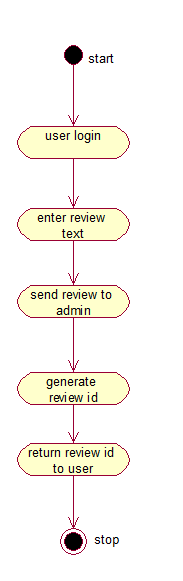 start
user login
enter review
text
send review to
admin
generate
review id
return review id
to user
stop